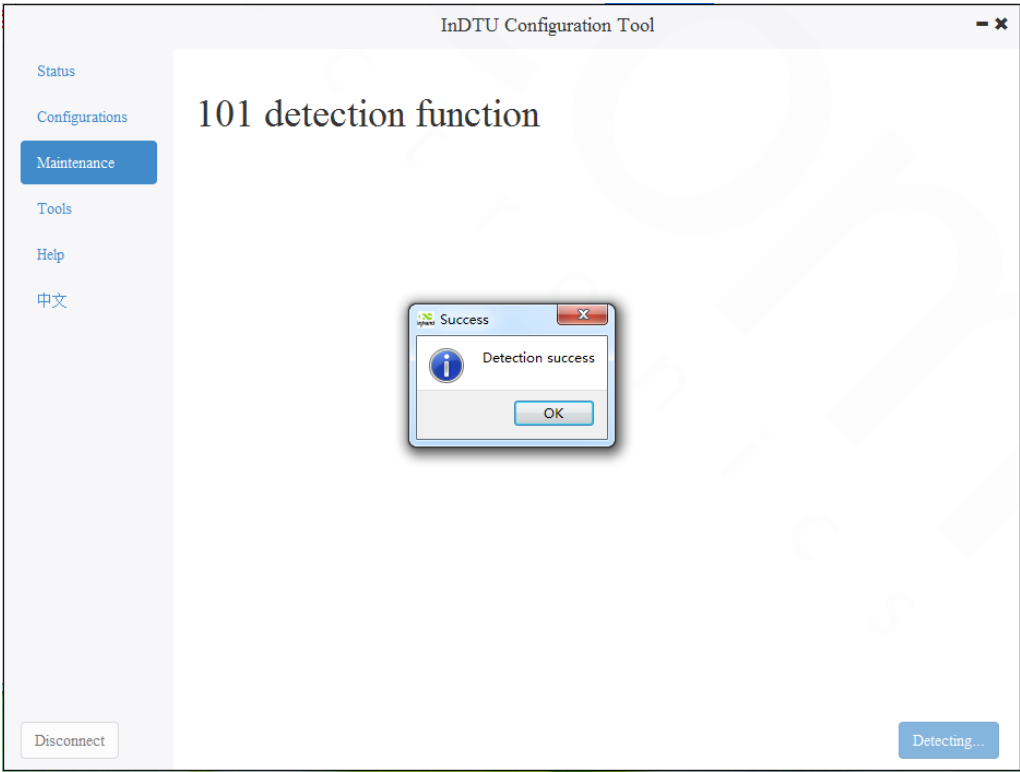 InDTU Configuration Tool
Status
Configurations
Maintenance
Tools
Help
中文
101 detection function
Success
Detection success
OK
Disconnect
Detecting...